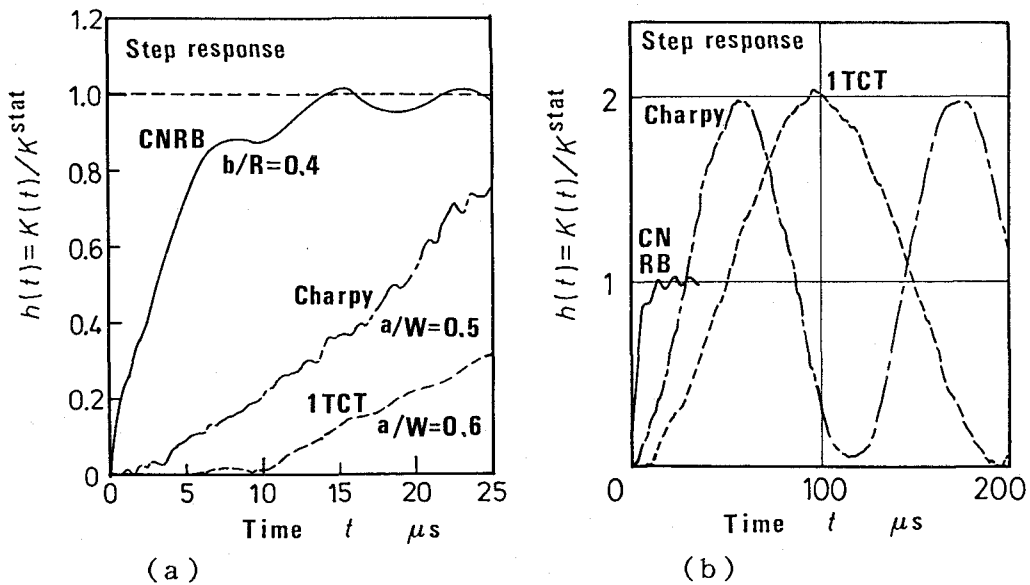 1.2
Step response
1.0
CNRB
b/R=0.4
0.8
0.6
Charpy
0.4
a/W=0.5
0.2
1TCT
a/W=0.6
0
0 5 10 15 20 25
Time t μs
h(t)=K(t)/K^stat
(a)
Step response
1TCT
2
Charpy
CN
RB
1
0 100 200
Time t μs
h(t)=K(t)/K^stat
(b)